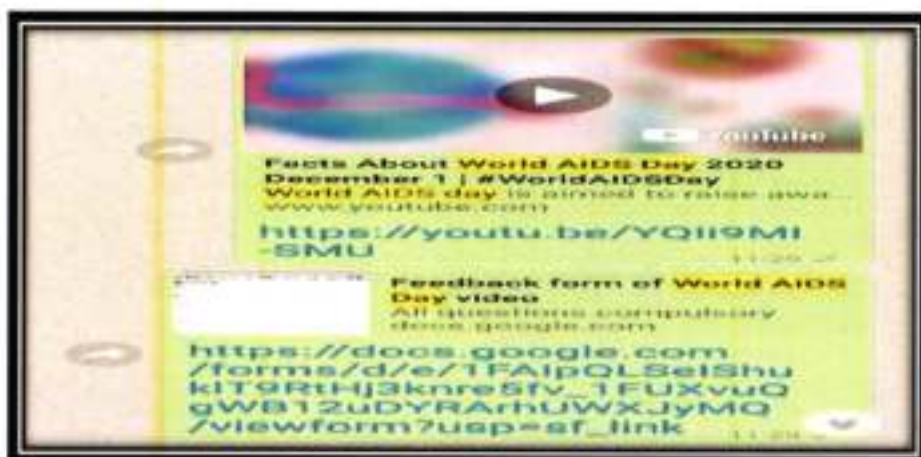 youtube
Facts About World AIDS Day 2020
December 1 | #WorldAIDSDay
World AIDS day is aimed to raise awa...
www.youtube.com
https://youtu.be/YQIi9MI
-SMU
Feedback form of World AIDS
Day video
All questions compulsory
docs.google.com
https://docs.google.com
/forms/d/e/1FAIpQLSeIShu
kIT9RtHj3knre5fv_1FUXvuQ
gWB12uDYRArhUWXJyMQ
/viewform?usp=sf_link